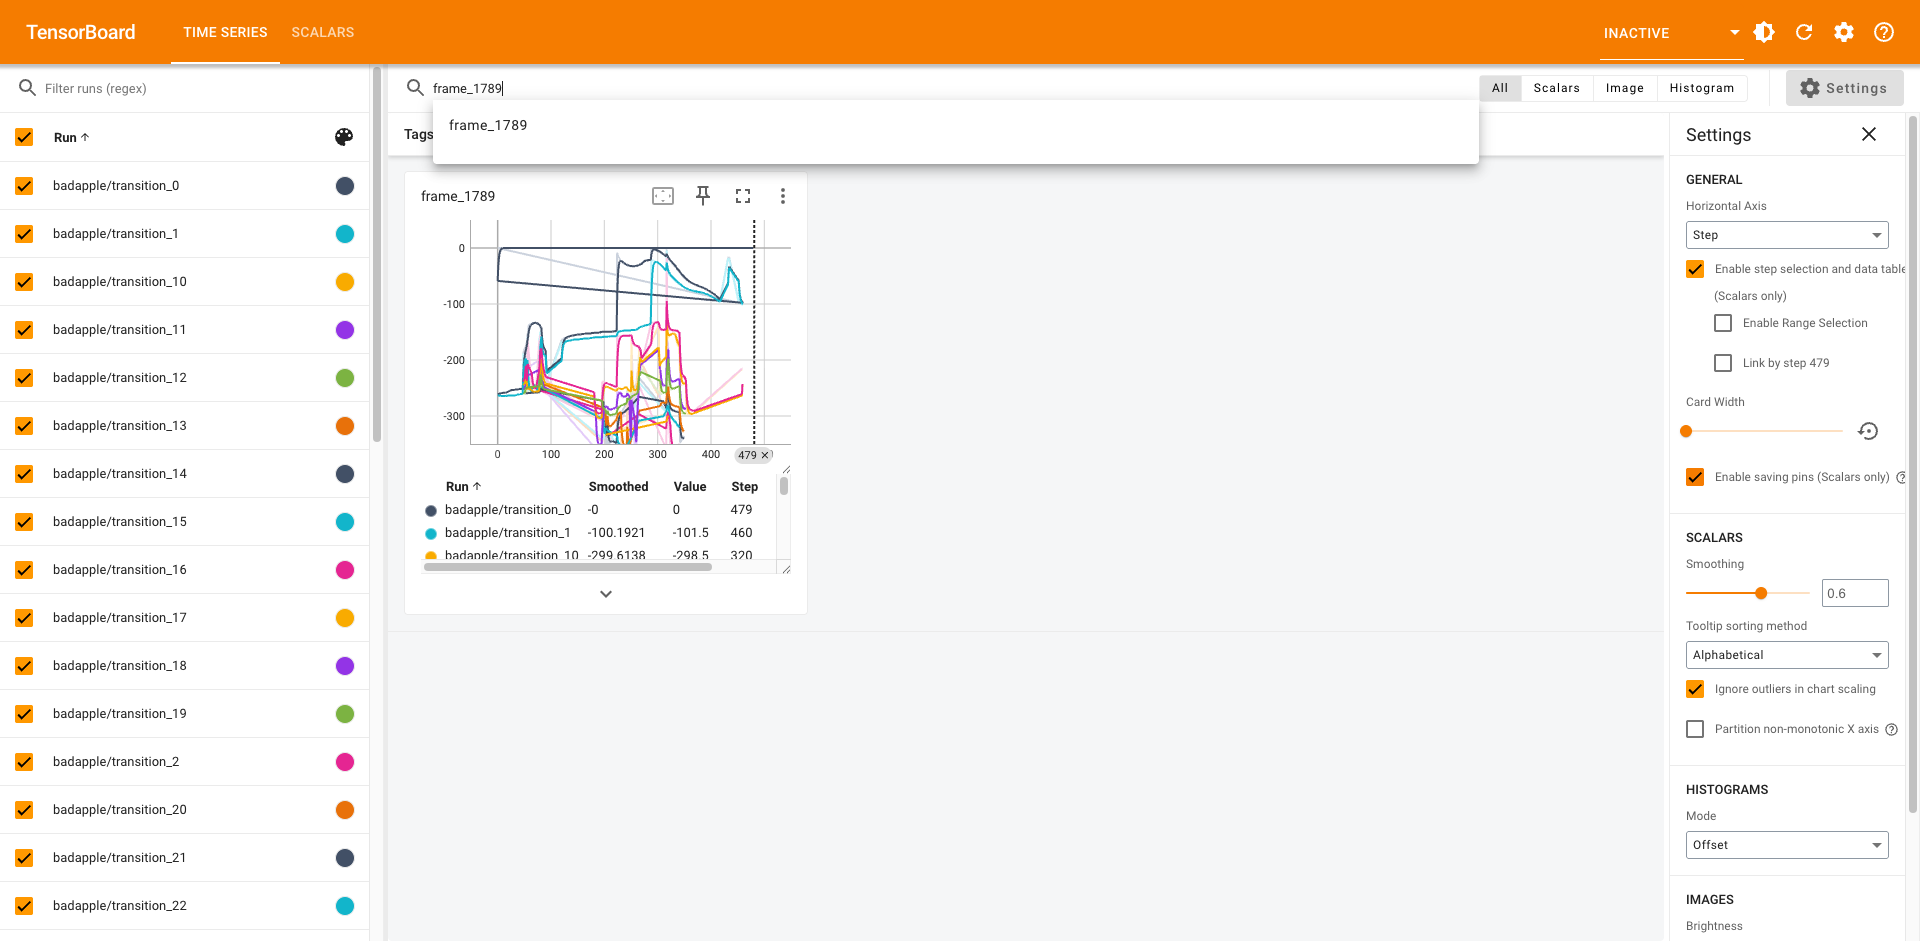 TensorBoard
TIME SERIES
SCALARS
INACTIVE
Filter runs (regex)
Run
badapple/transition_0
badapple/transition_1
badapple/transition_10
badapple/transition_11
badapple/transition_12
badapple/transition_13
badapple/transition_14
badapple/transition_15
badapple/transition_16
badapple/transition_17
badapple/transition_18
badapple/transition_19
badapple/transition_2
badapple/transition_20
badapple/transition_21
badapple/transition_22
frame_1789
All
Scalars
Image
Histogram
Settings
frame_1789
Tags
frame_1789
0
-100
-200
-300
0
100
200
300
400
479
Run Smoothed Value Step
badapple/transition_0 -0 0 479
badapple/transition_1 -100.1921 -101.5 460
badapple/transition_10 -299.6138 -298.5 320
Settings
GENERAL
Horizontal Axis
Step
Enable step selection and data table
(Scalars only)
Enable Range Selection
Link by step 479
Card Width
Enable saving pins (Scalars only)
SCALARS
Smoothing
0.6
Tooltip sorting method
Alphabetical
Ignore outliers in chart scaling
Partition non-monotonic X axis
HISTOGRAMS
Mode
Offset
IMAGES
Brightness